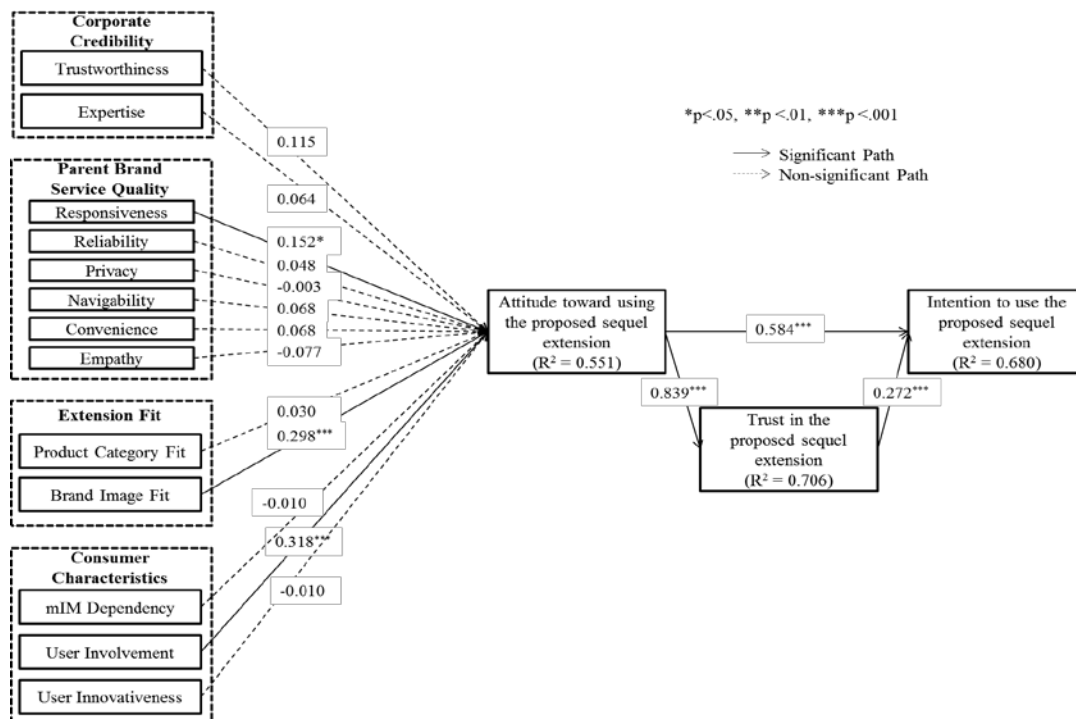 Corporate
Credibility
Trustworthiness
Expertise
Parent Brand
Service Quality
Responsiveness
Reliability
Privacy
Navigability
Convenience
Empathy
Extension Fit
Product Category Fit
Brand Image Fit
Consumer
Characteristics
mIM Dependency
User Involvement
User Innovativeness
0.115
0.064
0.152*
0.048
-0.003
0.068
0.068
-0.077
0.030
0.298***
-0.010
0.318***
-0.010
*p<.05, **p <.01, ***p <.001
Significant Path
Non-significant Path
Attitude toward using
the proposed sequel
extension
(R² = 0.551)
0.584***
0.839***
0.272***
Trust in the
proposed sequel
extension
(R² = 0.706)
Intention to use the
proposed sequel
extension
(R² = 0.680)